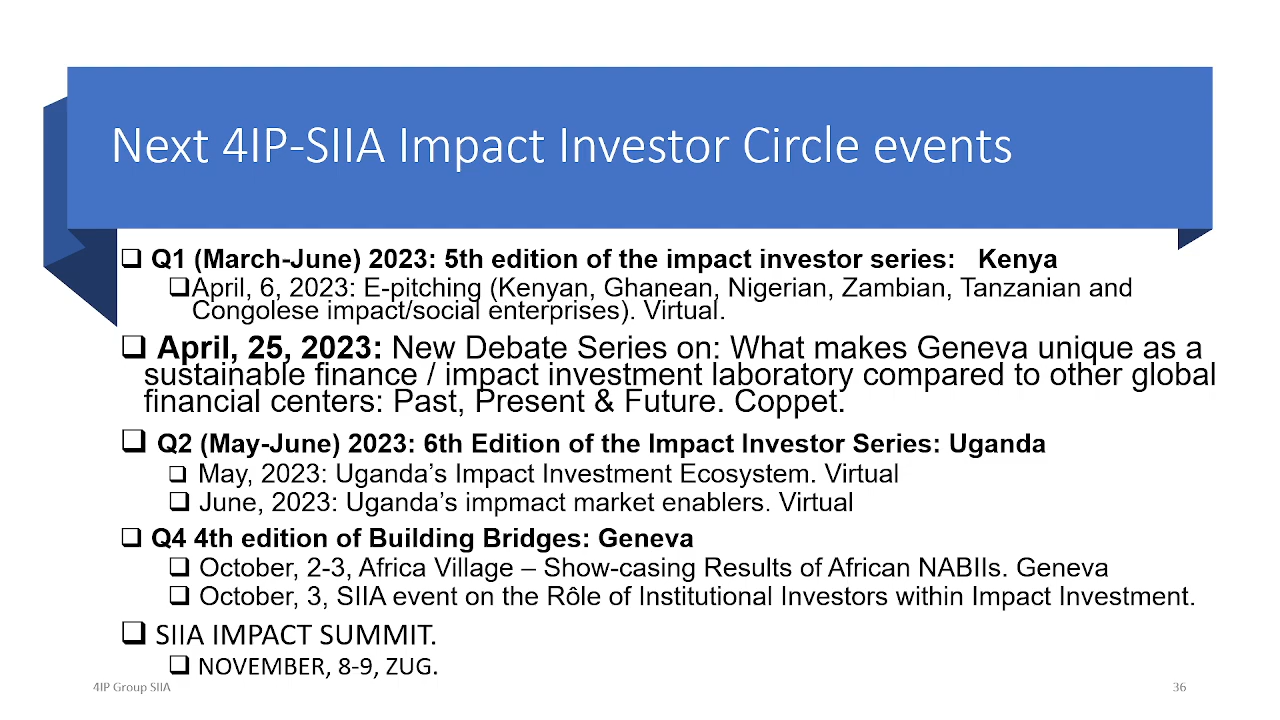 Next 4IP-SIIA Impact Investor Circle events
Q1 (March-June) 2023: 5th edition of the impact investor series: Kenya
April, 6, 2023: E-pitching (Kenyan, Ghanean, Nigerian, Zambian, Tanzanian and
Congolese impact/social enterprises). Virtual.
April, 25, 2023: New Debate Series on: What makes Geneva unique as a
sustainable finance / impact investment laboratory compared to other global
financial centers: Past, Present & Future. Coppet.
Q2 (May-June) 2023: 6th Edition of the Impact Investor Series: Uganda
May, 2023: Uganda’s Impact Investment Ecosystem. Virtual
June, 2023: Uganda’s impmact market enablers. Virtual
Q4 4th edition of Building Bridges: Geneva
October, 2-3, Africa Village – Show-casing Results of African NABIIs. Geneva
October, 3, SIIA event on the Rôle of Institutional Investors within Impact Investment.
SIIA IMPACT SUMMIT.
NOVEMBER, 8-9, ZUG.
4IP Group SIIA
36